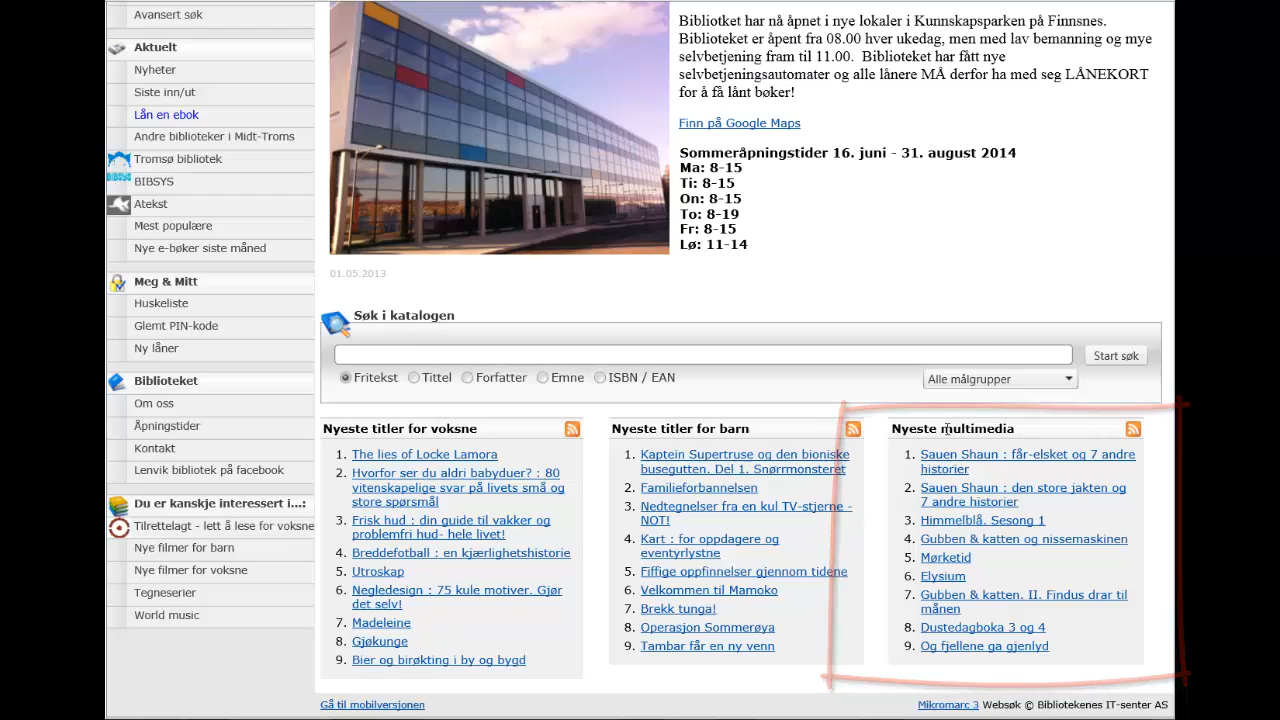 Avansert søk
Aktuelt
Nyheter
Siste inn/ut
Lån en ebok
Andre biblioteker i Midt-Troms
Tromsø bibliotek
BIBSYS
Atekst
Mest populære
Nye e-bøker siste måned
Meg & Mitt
Huskeliste
Glemt PIN-kode
Ny låner
Biblioteket
Om oss
Åpningstider
Kontakt
Lenvik bibliotek på facebook
Du er kanskje interessert i...:
Tilrettelagt - lett å lese for voksne
Nye filmer for barn
Nye filmer for voksne
Tegneserier
World music
Bibliotket har nå åpnet i nye lokaler i Kunnskapsparken på Finnsnes.
Biblioteket er åpent fra 08.00 hver ukedag, men med lav bemanning og mye
selvbetjening fram til 11.00. Biblioteket har fått nye
selvbetjeningsautomater og alle lånere MÅ derfor ha med seg LÅNEKORT
for å få lånt bøker!
Finn på Google Maps
Sommeråpningstider 16. juni - 31. august 2014
Ma: 8-15
Ti: 8-15
On: 8-15
To: 8-19
Fr: 8-15
Lø: 11-14
01.05.2013
Søk i katalogen
Start søk
Fritekst Tittel Forfatter Emne ISBN / EAN
Alle målgrupper
Nyeste titler for voksne
1. The lies of Locke Lamora
2. Hvorfor ser du aldri babyduer? : 80
vitenskapelige svar på livets små og
store spørsmål
3. Frisk hud : din guide til vakker og
problemfri hud- hele livet!
4. Breddefotball : en kjærlighetshistorie
5. Utroskap
6. Negledesign : 75 kule motiver. Gjør
det selv!
7. Madeleine
8. Gjøkunge
9. Bier og birøkting i by og bygd
Nyeste titler for barn
1. Kaptein Supertruse og den bioniske
busegutten. Del 1. Snørrmonsteret
2. Familieforbannelsen
3. Nedtegnelser fra en kul TV-stjerne -
NOT!
4. Kart : for oppdagere og
eventyrlystne
5. Fiffige oppfinnelser gjennom tidene
6. Velkommen til Mamoko
7. Brekk tunga!
8. Operasjon Sommerøya
9. Tambar får en ny venn
Nyeste multimedia
1. Sauen Shaun : får-elsket og 7 andre
historier
2. Sauen Shaun : den store jakten og
7 andre historier
3. Himmelblå. Sesong 1
4. Gubben & katten og nissemaskinen
5. Mørketid
6. Elysium
7. Gubben & katten. II. Findus drar til
månen
8. Dustedagboka 3 og 4
9. Og fjellene ga gjenlyd
Gå til mobilversjonen
Mikromarc 3 Websøk © Bibliotekenes IT-senter AS